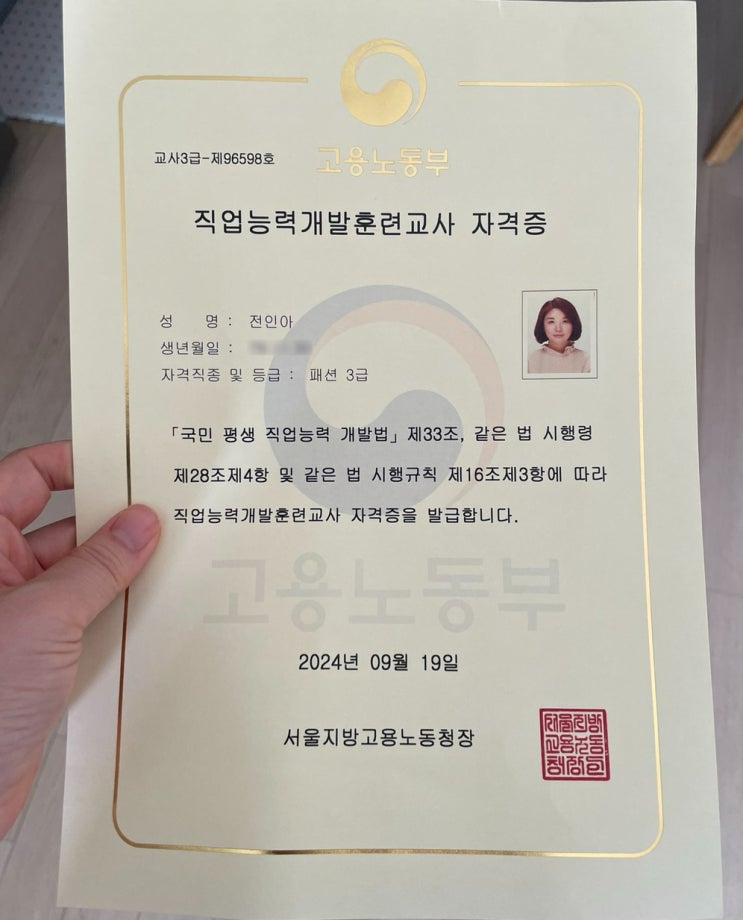 고용노동부
교사3급-제96598호
직업능력개발훈련교사 자격증
성 명 : 전인아
생년월일 :
자격직종 및 등급 : 패션 3급
「국민 평생 직업능력 개발법」 제33조, 같은 법 시행령
제28조제4항 및 같은 법 시행규칙 제16조제3항에 따라
직업능력개발훈련교사 자격증을 발급합니다.
고용노동부
2024년 09월 19일
서울지방고용노동청장